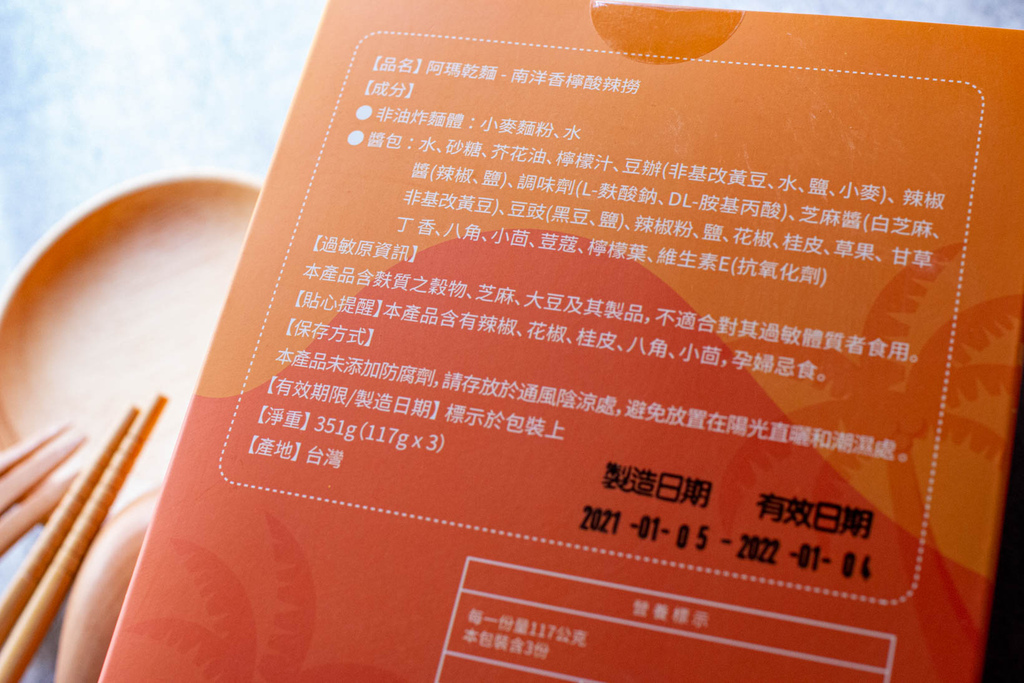 【品名】阿瑪乾麵 - 南洋香檸酸辣撈
【成分】
● 非油炸麵體：小麥麵粉、水
● 醬包：水、砂糖、芥花油、檸檬汁、豆辦(非基改黃豆、水、鹽、小麥)、辣椒
醬(辣椒、鹽)、調味劑(L-麩酸鈉、DL-胺基丙酸)、芝麻醬(白芝麻、
非基改黃豆)、豆豉(黑豆、鹽)、辣椒粉、鹽、花椒、桂皮、草果、甘草
丁香、八角、小茴、荳蔻、檸檬葉、維生素E(抗氧化劑)
【過敏原資訊】
本產品含麩質之穀物、芝麻、大豆及其製品，不適合對其過敏體質者食用。
【貼心提醒】本產品含有辣椒、花椒、桂皮、八角、小茴，孕婦忌食。
【保存方式】
本產品未添加防腐劑，請存放於通風陰涼處，避免放置在陽光直曬和潮濕處。
【有效期限/製造日期】標示於包裝上
【淨重】351g (117g x 3)
【產地】台灣
製造日期 有效日期
2021 -01- 05 - 2022 -01- 04
營養標示
每一份量117公克
本包裝含3份